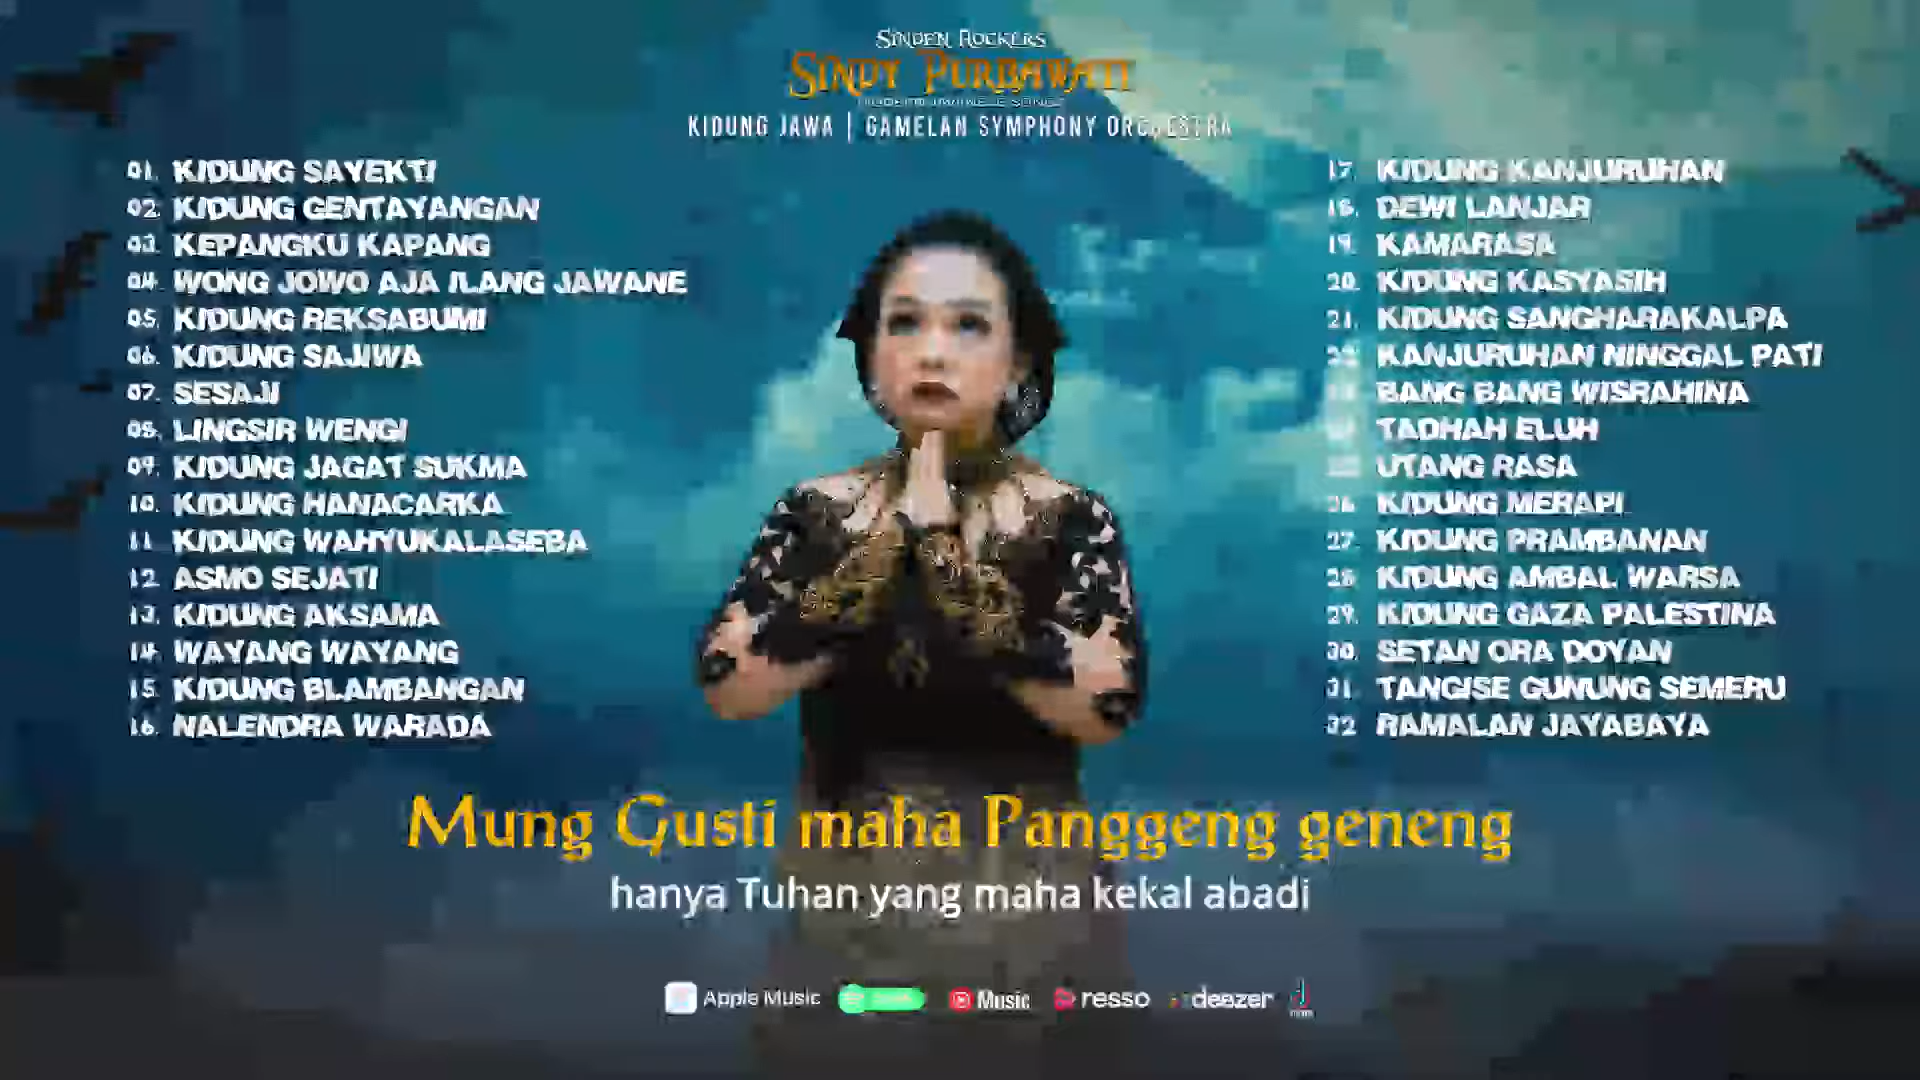 SINDEN ROCKERS
SINDY PURBAWATI
KIDUNG JAWA | GAMELAN SYMPHONY ORCHESTRA
01. KIDUNG SAYEKTI
02. KIDUNG GENTAYANGAN
03. KEPANGKU KAPANG
04. WONG JOWO AJA ILANG JAWANE
05. KIDUNG REKSABUMI
06. KIDUNG SAJIWA
07. SESAJI
08. LINGSIR WENGI
09. KIDUNG JAGAT SUKMA
10. KIDUNG HANACARKA
11. KIDUNG WAHYUKALASEBA
12. ASMO SEJATI
13. KIDUNG AKSAMA
14. WAYANG WAYANG
15. KIDUNG BLAMBANGAN
16. NALENDRA WARADA
17. KIDUNG KANJURUHAN
18. DEWI LANJAR
19. KAMARASA
20. KIDUNG KASYASIH
21. KIDUNG SANGHARAKALPA
22. KANJURUHAN NINGGAL PATI
BANG BANG WISRAHINA
TADHAH ELUH
UTANG RASA
26. KIDUNG MERAPI
27. KIDUNG PRAMBANAN
28. KIDUNG AMBAL WARSA
29. KIDUNG GAZA PALESTINA
30. SETAN ORA DOYAN
31. TANGISE GUNUNG SEMERU
32. RAMALAN JAYABAYA
Mung Gusti maha Panggeng geneng
hanya Tuhan yang maha kekal abadi
Apple Music
Music
resso
deezer